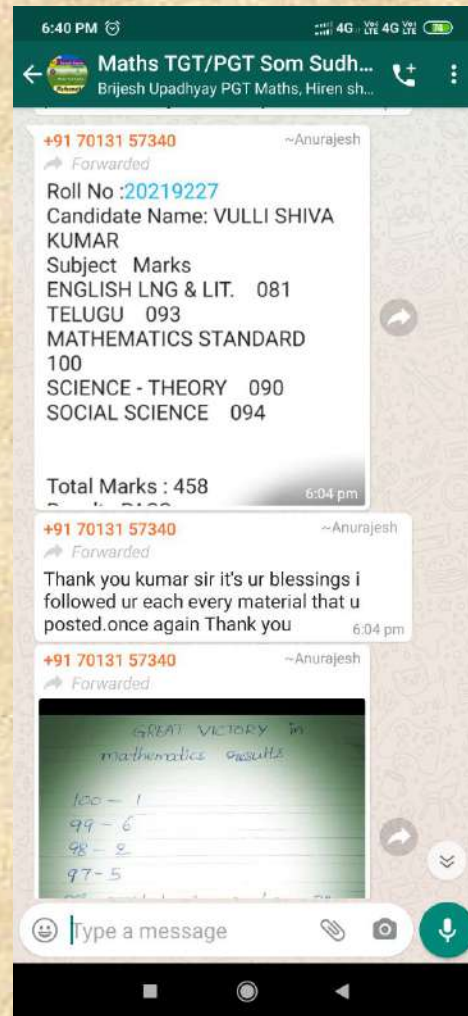 6:40 PM
4G 4G 74
Maths TGT/PGT Som Sudh...
Brijesh Upadhyay PGT Maths, Hiren sh...
+91 70131 57340 ~Anurajesh
Forwarded
Roll No :20219227
Candidate Name: VULLI SHIVA
KUMAR
Subject Marks
ENGLISH LNG & LIT. 081
TELUGU 093
MATHEMATICS STANDARD
100
SCIENCE - THEORY 090
SOCIAL SCIENCE 094
Total Marks : 458
6:04 pm
+91 70131 57340 ~Anurajesh
Forwarded
Thank you kumar sir it's ur blessings i
followed ur each every material that u
posted.once again Thank you
6:04 pm
+91 70131 57340 ~Anurajesh
Forwarded
GREAT VICTORY in
mathematics results
100 - 1
99 - 6
98 - 2
97 - 5
Type a message